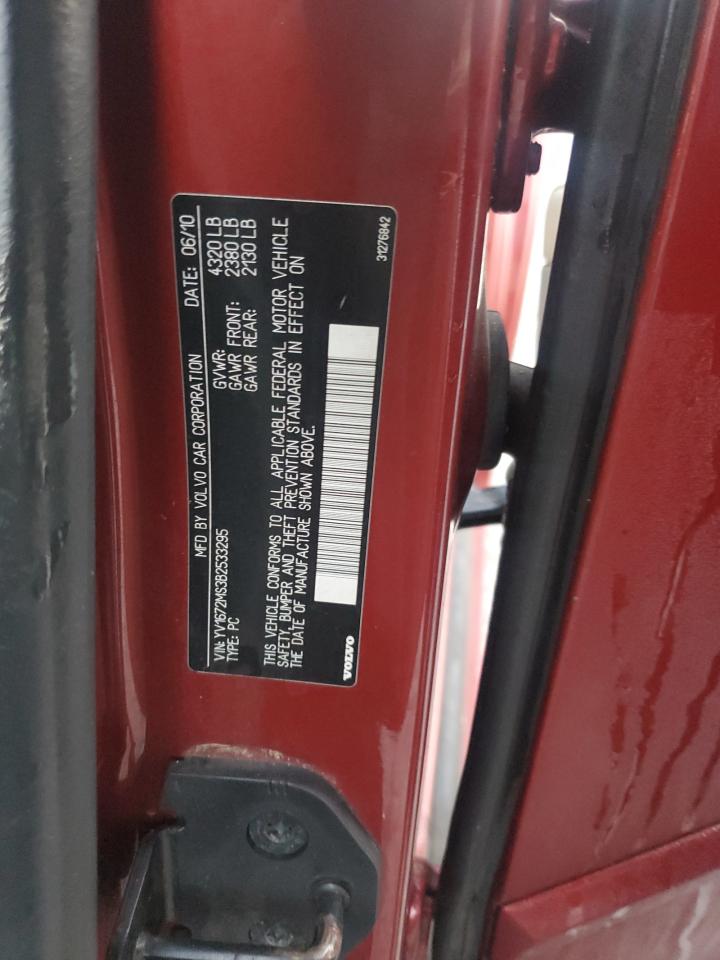 MFD BY VOLVO CAR CORPORATION DATE: 06/10
VIN: YV1672MS3B2533295 GVWR: 4320 LB
TYPE: PC GAWR FRONT: 2380 LB
GAWR REAR: 2130 LB
THIS VEHICLE CONFORMS TO ALL APPLICABLE FEDERAL MOTOR VEHICLE
SAFETY, BUMPER AND THEFT PREVENTION STANDARDS IN EFFECT ON
THE DATE OF MANUFACTURE SHOWN ABOVE.
VOLVO 31276842